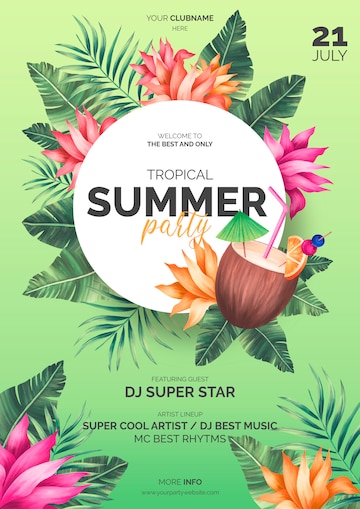 YOUR CLUBNAME
HERE
21
JULY
WELCOME TO
THE BEST AND ONLY
TROPICAL
SUMMER
party
FEATURING GUEST
DJ SUPER STAR
ARTIST LINEUP
SUPER COOL ARTIST / DJ BEST MUSIC
MC BEST RHYTMS
MORE INFO
www.yourpartywebsite.com